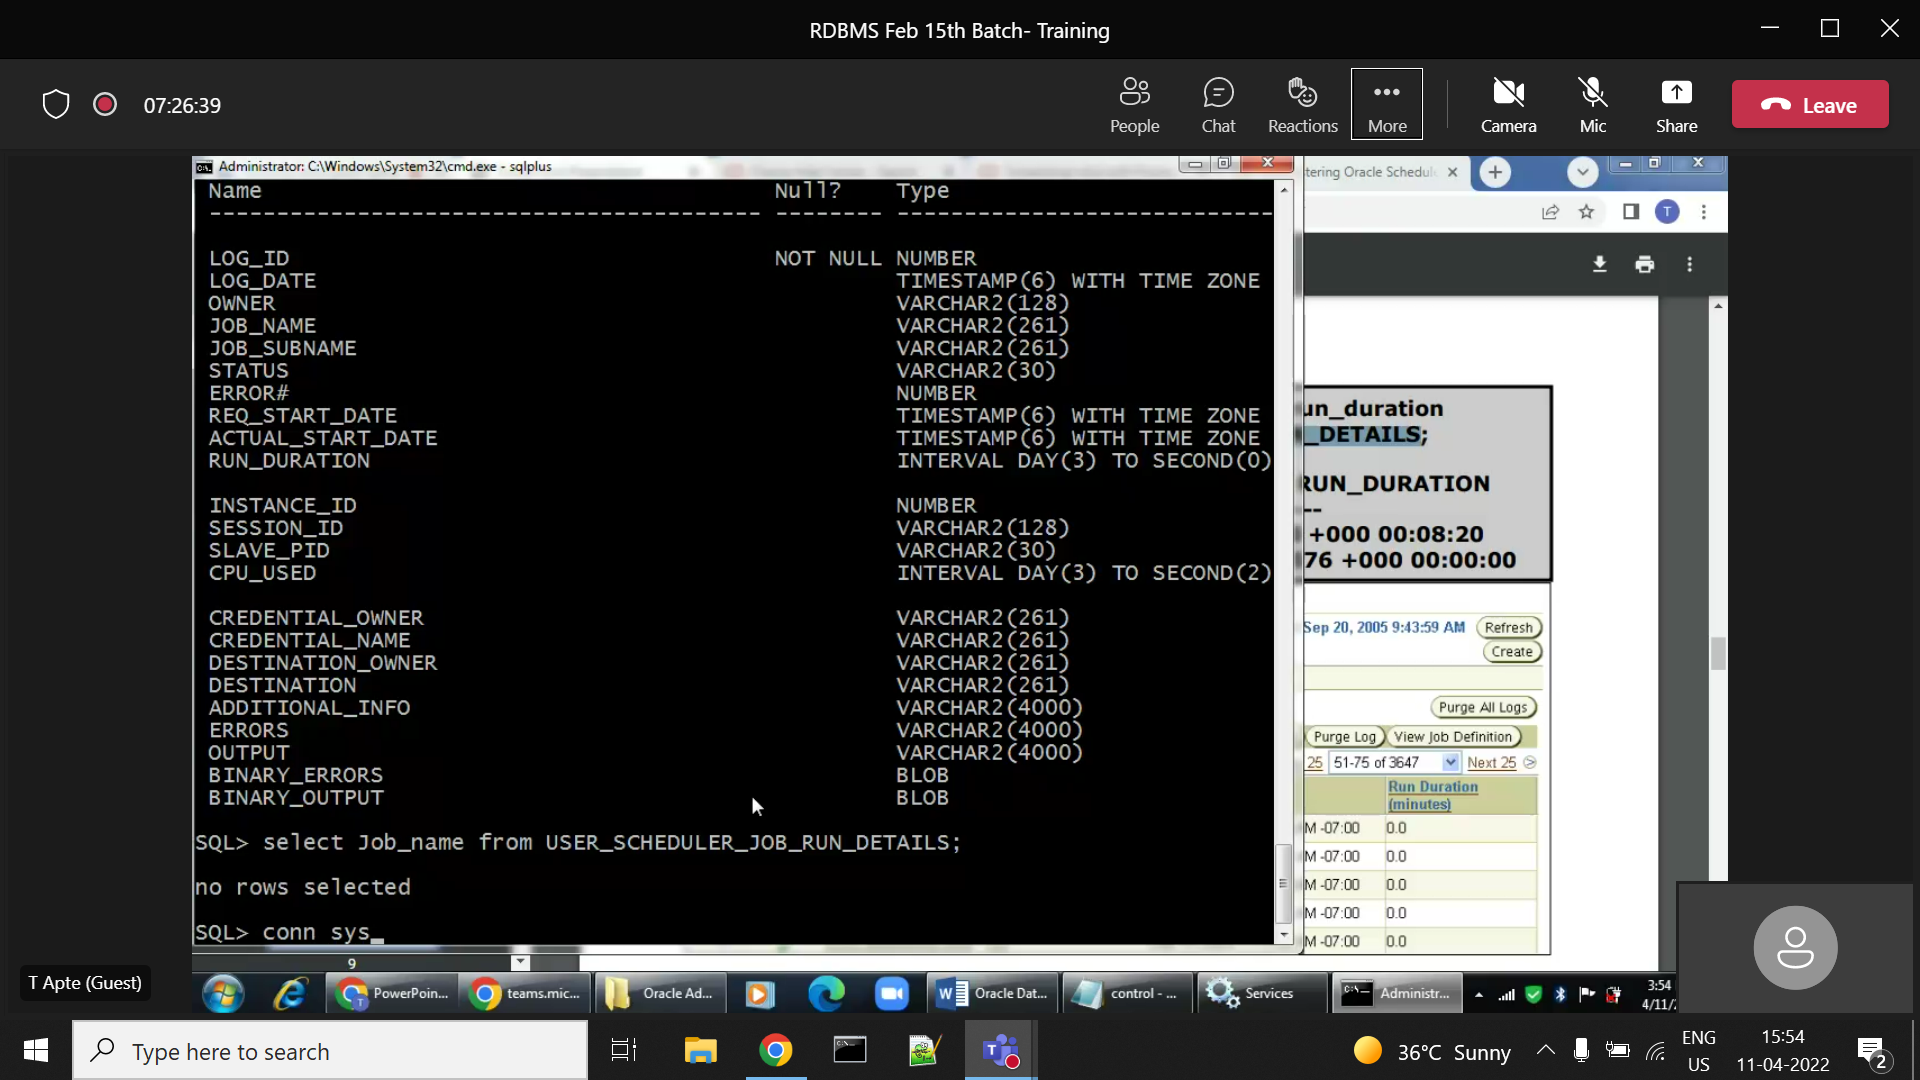 RDBMS Feb 15th Batch- Training
07:26:39
People
Chat
Reactions
More
Camera
Mic
Share
Leave
Administrator: C:\Windows\System32\cmd.exe - sqlplus
Name Null? Type
----------------------------------------- -------- ----------------------------
LOG_ID NOT NULL NUMBER
LOG_DATE TIMESTAMP(6) WITH TIME ZONE
OWNER VARCHAR2(128)
JOB_NAME VARCHAR2(261)
JOB_SUBNAME VARCHAR2(261)
STATUS VARCHAR2(30)
ERROR# NUMBER
REQ_START_DATE TIMESTAMP(6) WITH TIME ZONE
ACTUAL_START_DATE TIMESTAMP(6) WITH TIME ZONE
RUN_DURATION INTERVAL DAY(3) TO SECOND(0)
INSTANCE_ID NUMBER
SESSION_ID VARCHAR2(128)
SLAVE_PID VARCHAR2(30)
CPU_USED INTERVAL DAY(3) TO SECOND(2)
CREDENTIAL_OWNER VARCHAR2(261)
CREDENTIAL_NAME VARCHAR2(261)
DESTINATION_OWNER VARCHAR2(261)
DESTINATION VARCHAR2(261)
ADDITIONAL_INFO VARCHAR2(4000)
ERRORS VARCHAR2(4000)
OUTPUT VARCHAR2(4000)
BINARY_ERRORS BLOB
BINARY_OUTPUT BLOB
SQL> select Job_name from USER_SCHEDULER_JOB_RUN_DETAILS;
no rows selected
SQL> conn sys_
tering Oracle Schedul
T
un_duration
_DETAILS;
RUN_DURATION
--
+000 00:08:20
76 +000 00:00:00
Sep 20, 2005 9:43:59 AM Refresh
Create
Purge All Logs
Purge Log View Job Definition
25 51-75 of 3647 Next 25
Run Duration
(minutes)
M -07:00 0.0
M -07:00 0.0
M -07:00 0.0
M -07:00 0.0
M -07:00 0.0
9
T Apte (Guest)
PowerPoin...
teams.mic...
Oracle Ad...
Oracle Dat...
control - ...
Services
Administr...
3:54
4/11/
Type here to search
36°C Sunny
ENG
US
15:54
11-04-2022
2